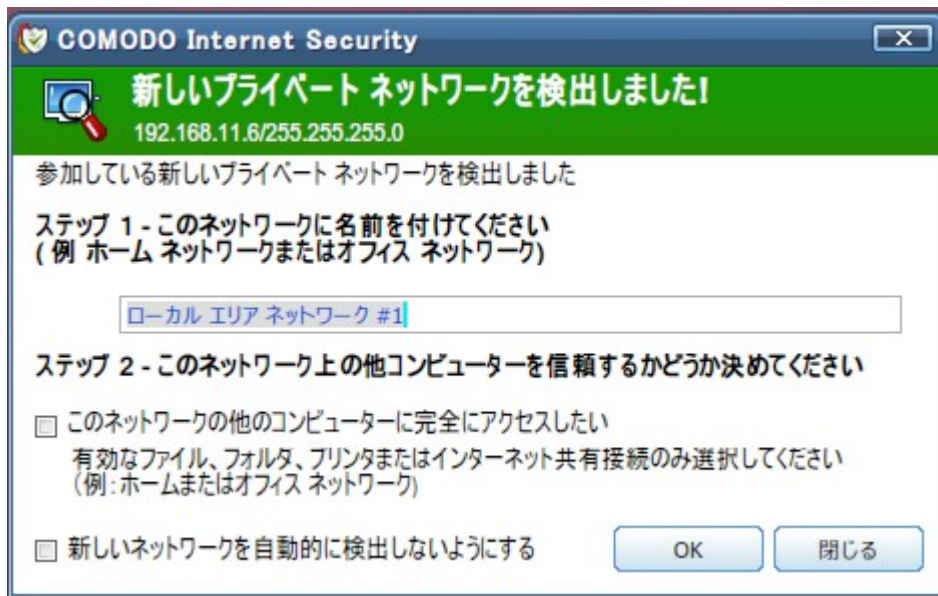 COMODO Internet Security
新しいプライベート ネットワークを検出しました!
192.168.11.6/255.255.255.0
参加している新しいプライベート ネットワークを検出しました
ステップ 1 - このネットワークに名前を付けてください
( 例 ホーム ネットワークまたはオフィス ネットワーク)
ローカル エリア ネットワーク #1
ステップ 2 - このネットワーク上の他コンピューターを信頼するかどうか決めてください
このネットワークの他のコンピューターに完全にアクセスしたい
有効なファイル、フォルダ、プリンタまたはインターネット共有接続のみ選択してください
(例:ホームまたはオフィス ネットワーク)
新しいネットワークを自動的に検出しないようにする
OK
閉じる